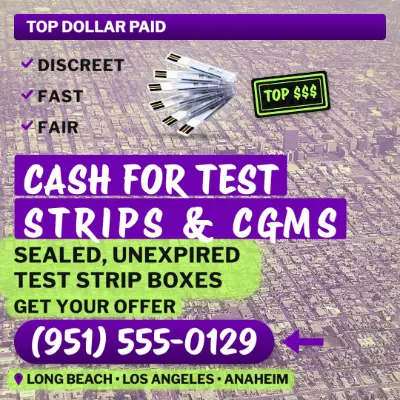 TOP DOLLAR PAID
DISCREET
FAST
FAIR
TOP $$$
CASH FOR TEST
STRIPS & CGMS
SEALED, UNEXPIRED
TEST STRIP BOXES
GET YOUR OFFER
(951) 555-0129
LONG BEACH • LOS ANGELES • ANAHEIM